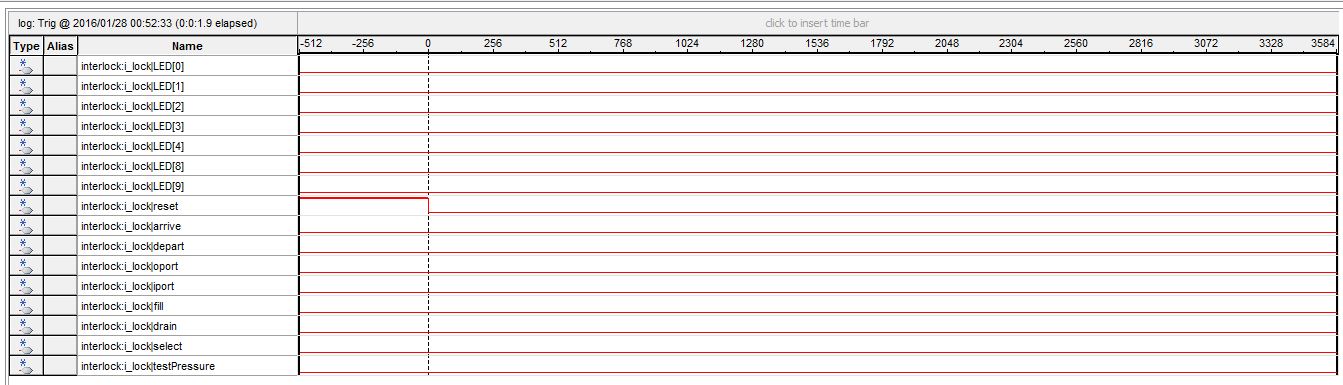 log: Trig @ 2016/01/28 00:52:33 (0:0:1.9 elapsed) click to insert time bar
Type Alias Name -512 -256 0 256 512 768 1024 1280 1536 1792 2048 2304 2560 2816 3072 3328 3584
interlock:i_lock|LED[0]
interlock:i_lock|LED[1]
interlock:i_lock|LED[2]
interlock:i_lock|LED[3]
interlock:i_lock|LED[4]
interlock:i_lock|LED[8]
interlock:i_lock|LED[9]
interlock:i_lock|reset
interlock:i_lock|arrive
interlock:i_lock|depart
interlock:i_lock|oport
interlock:i_lock|iport
interlock:i_lock|fill
interlock:i_lock|drain
interlock:i_lock|select
interlock:i_lock|testPressure